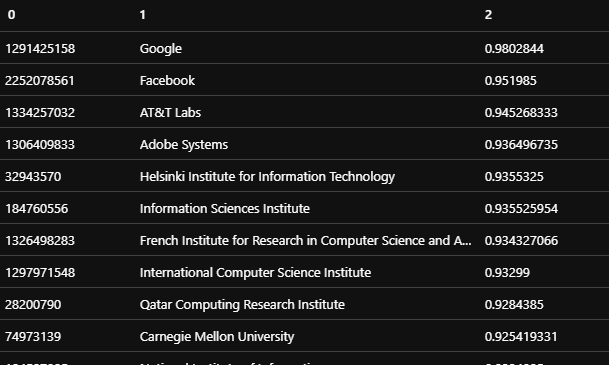 0 1 2
1291425158 Google 0.9802844
2252078561 Facebook 0.951985
1334257032 AT&T Labs 0.945268333
1306409833 Adobe Systems 0.936496735
32943570 Helsinki Institute for Information Technology 0.9355325
184760556 Information Sciences Institute 0.935525954
1326498283 French Institute for Research in Computer Science and A... 0.934327066
1297971548 International Computer Science Institute 0.93299
28200790 Qatar Computing Research Institute 0.9284385
74973139 Carnegie Mellon University 0.925419331